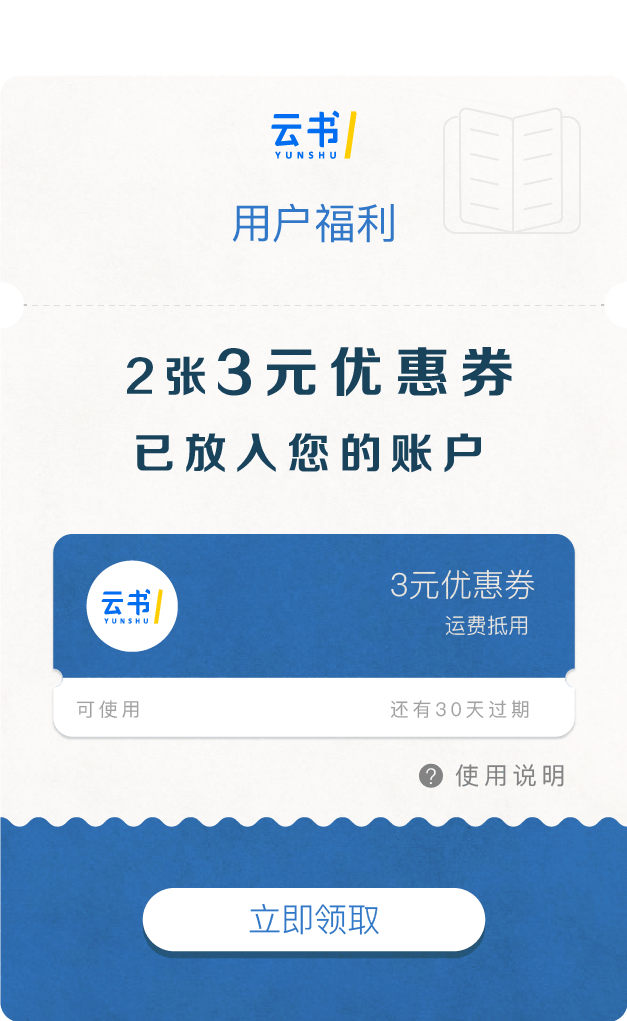 云书
YUNSHU
用户福利
2张3元优惠券
已放入您的账户
云书
YUNSHU
3元优惠券
运费抵用
可使用
还有30天过期
? 使用说明
立即领取